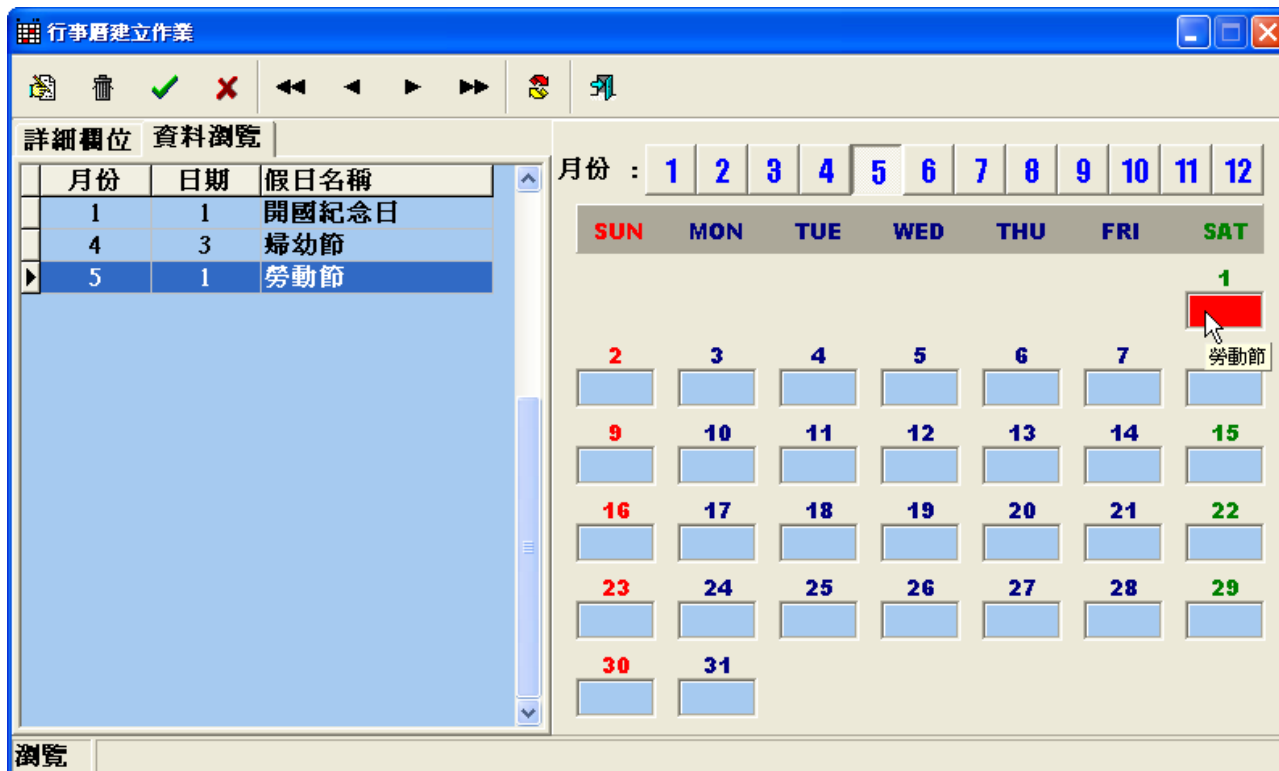 行事曆建立作業
詳細欄位 資料瀏覽
月份 日期 假日名稱
1 1 開國紀念日
4 3 婦幼節
5 1 勞動節
月份 : 1 2 3 4 5 6 7 8 9 10 11 12
SUN MON TUE WED THU FRI SAT
1
勞動節
2 3 4 5 6 7
9 10 11 12 13 14 15
16 17 18 19 20 21 22
23 24 25 26 27 28 29
30 31
瀏覽